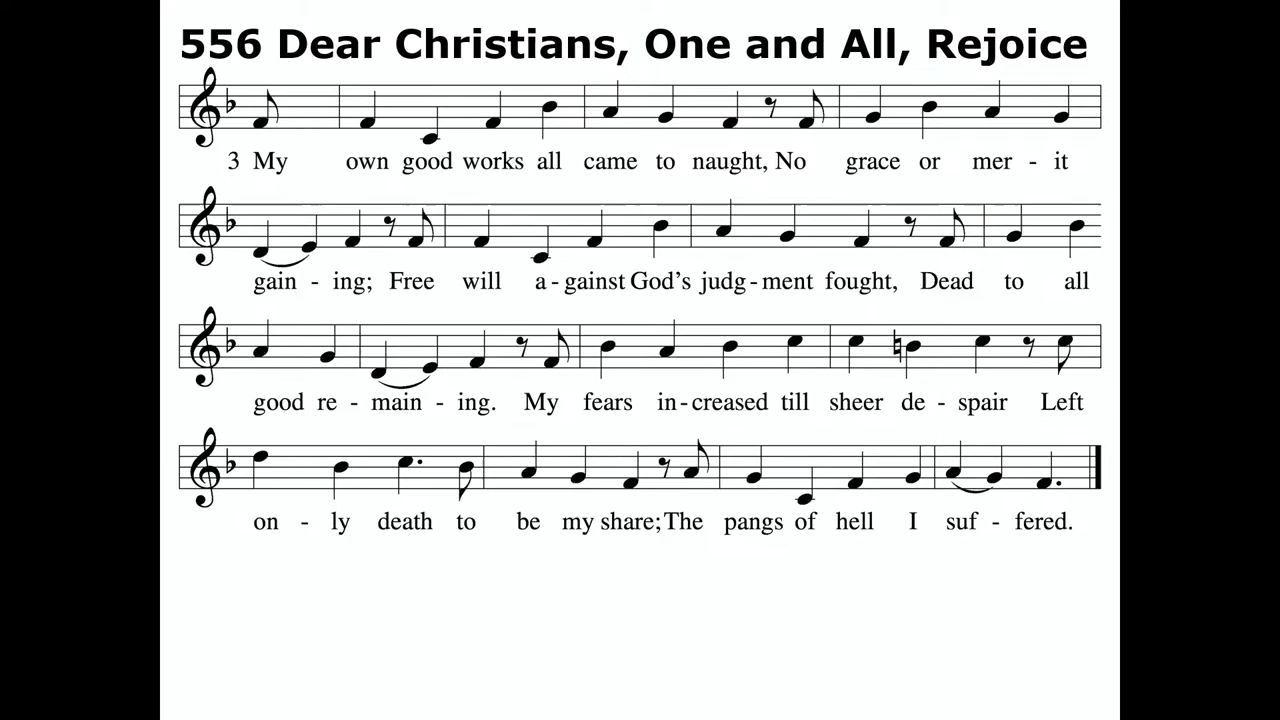 556 Dear Christians, One and All, Rejoice
3 My own good works all came to naught, No grace or mer - it
gain - ing; Free will a - gainst God's judg - ment fought, Dead to all
good re - main - ing. My fears in - creased till sheer de - spair Left
on - ly death to be my share; The pangs of hell I suf - fered.